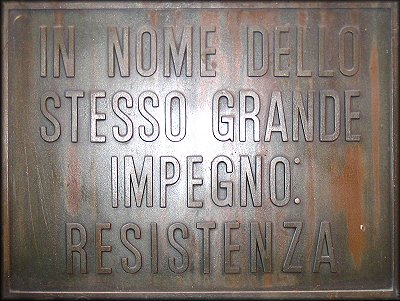 IN NOME DELLO
STESSO GRANDE
IMPEGNO:
RESISTENZA